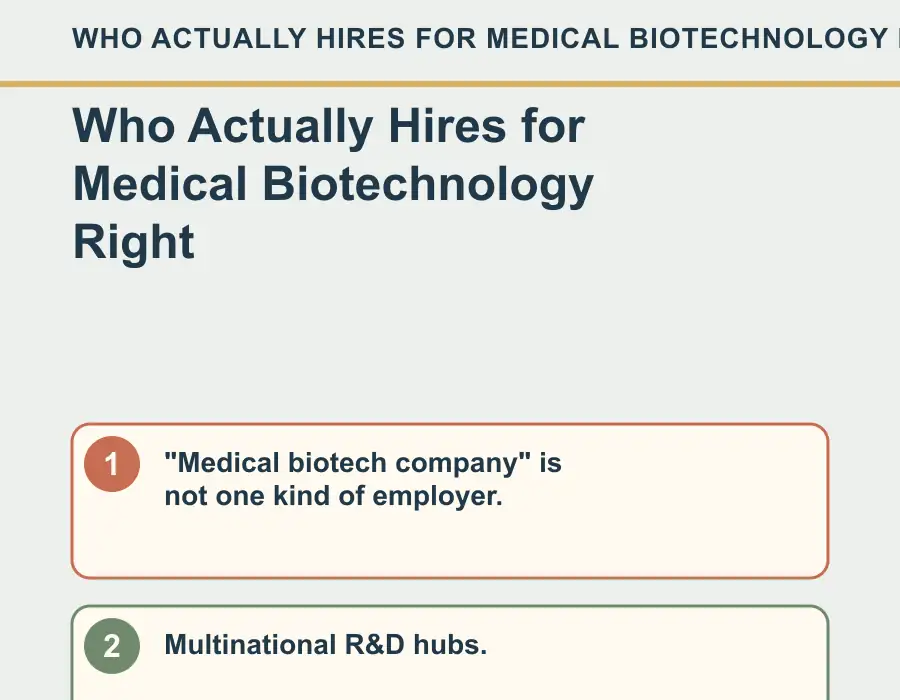 WHO ACTUALLY HIRES FOR MEDICAL BIOTECHNOLOGY
Who Actually Hires for
Medical Biotechnology
Right
1
"Medical biotech company" is
not one kind of employer.
2
Multinational R&D hubs.